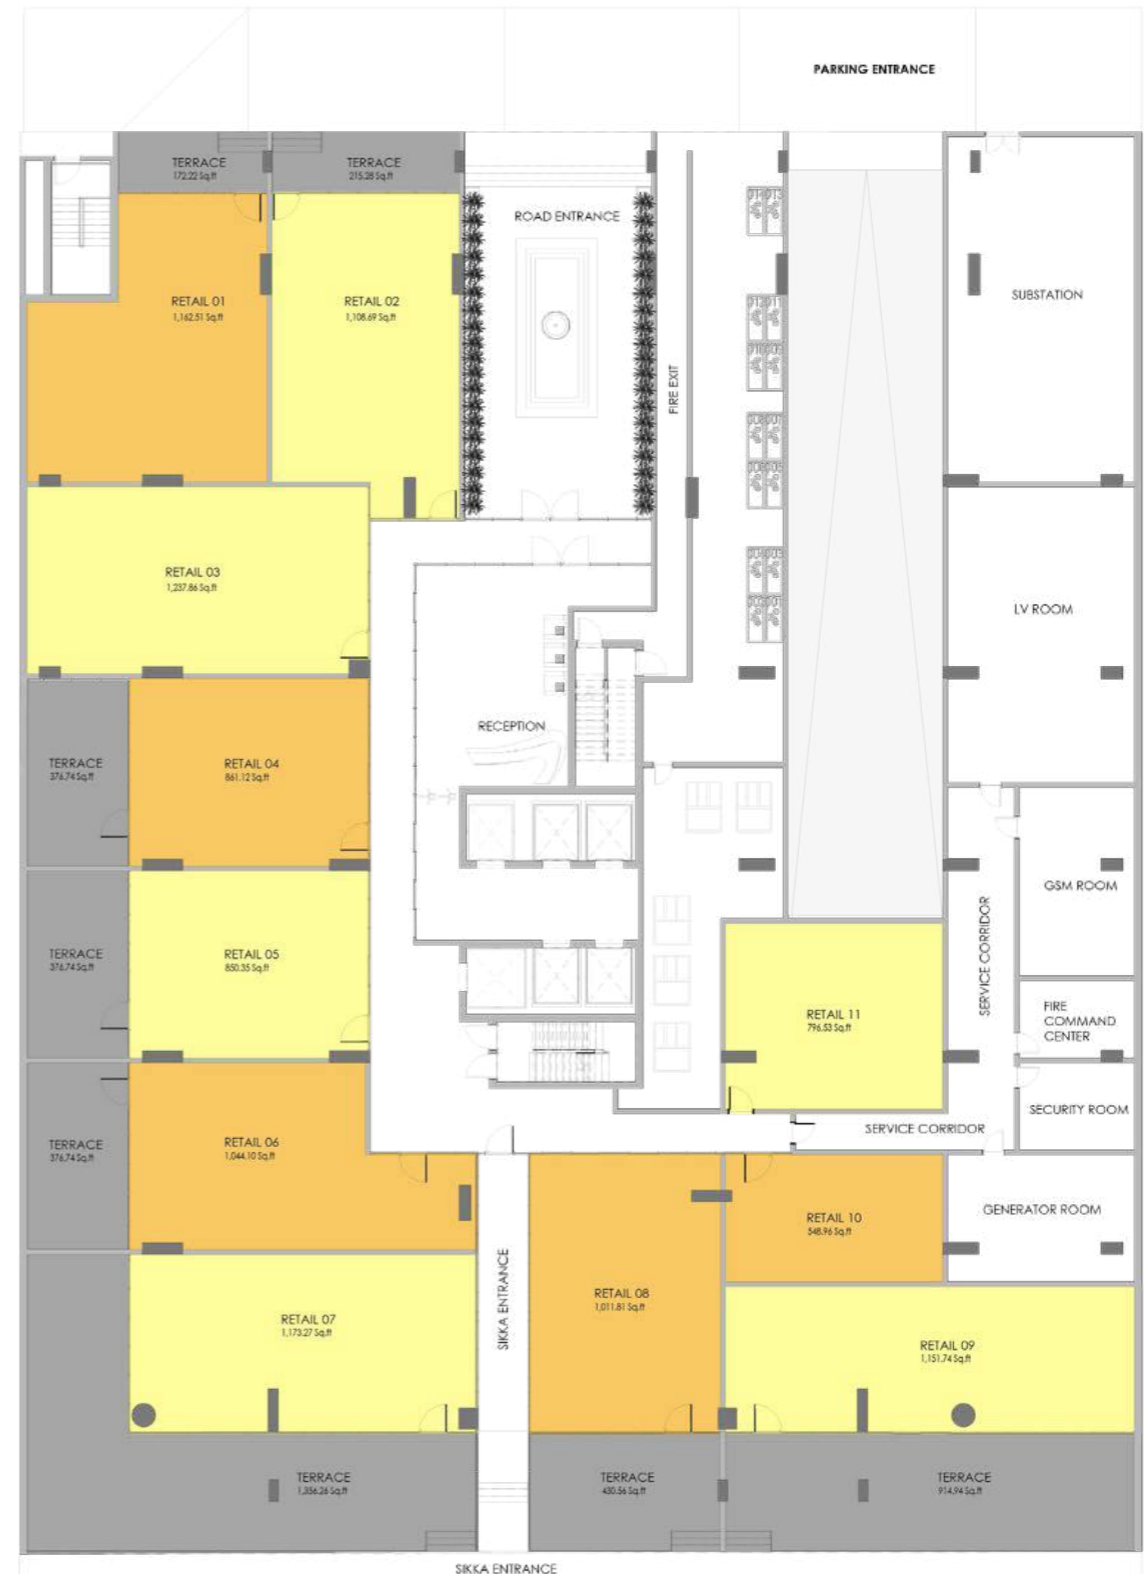 PARKING ENTRANCE
TERRACE
172.22 Sq.ft
TERRACE
215.28 Sq.ft
ROAD ENTRANCE
RETAIL 01
1,162.51 Sq.ft
RETAIL 02
1,108.69 Sq.ft
SUBSTATION
FIRE EXIT
RETAIL 03
1,237.86 Sq.ft
LV ROOM
RECEPTION
TERRACE
376.74 Sq.ft
RETAIL 04
861.12 Sq.ft
GSM ROOM
SERVICE CORRIDOR
TERRACE
376.74 Sq.ft
RETAIL 05
850.35 Sq.ft
RETAIL 11
796.53 Sq.ft
FIRE
COMMAND
CENTER
SECURITY ROOM
SERVICE CORRIDOR
TERRACE
376.74 Sq.ft
RETAIL 06
1,044.10 Sq.ft
RETAIL 10
548.96 Sq.ft
GENERATOR ROOM
SIKKA ENTRANCE
RETAIL 08
1,011.81 Sq.ft
RETAIL 07
1,173.27 Sq.ft
RETAIL 09
1,151.74 Sq.ft
TERRACE
1,356.26 Sq.ft
TERRACE
430.56 Sq.ft
TERRACE
914.94 Sq.ft
SIKKA ENTRANCE